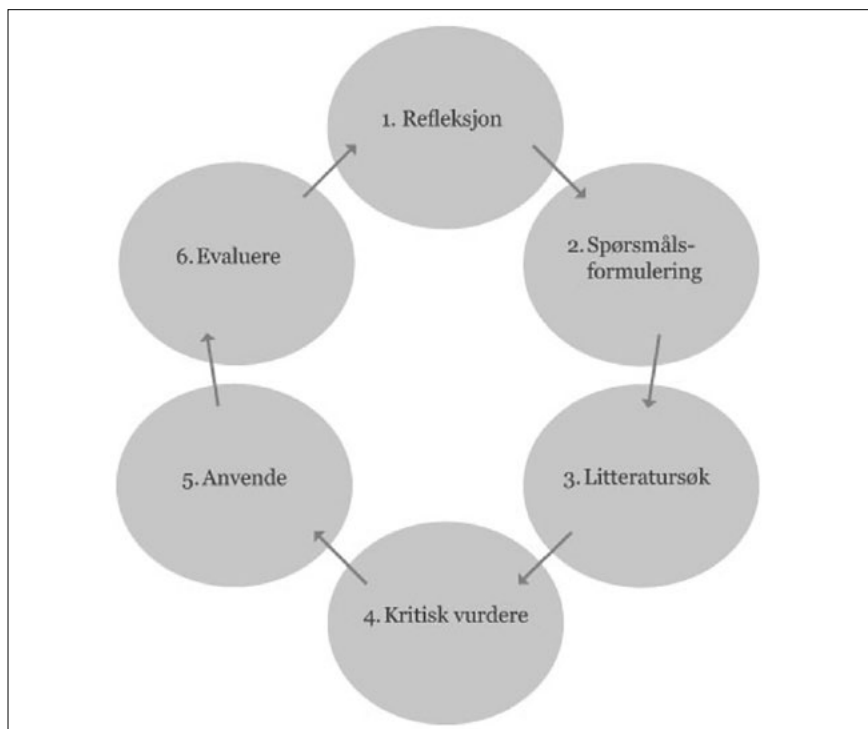 1. Refleksjon
2. Spørsmåls-
formulering
3. Litteratursøk
4. Kritisk vurdere
5. Anvende
6. Evaluere